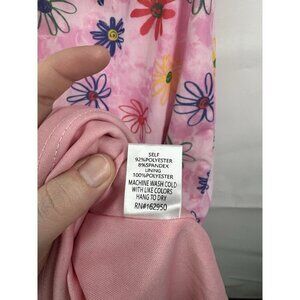 SELF
92%POLYESTER
8%SPANDEX
LINING
100%POLYESTER
MACHINE WASH COLD
WITH LIKE COLORS
HANG TO DRY
RN#162950